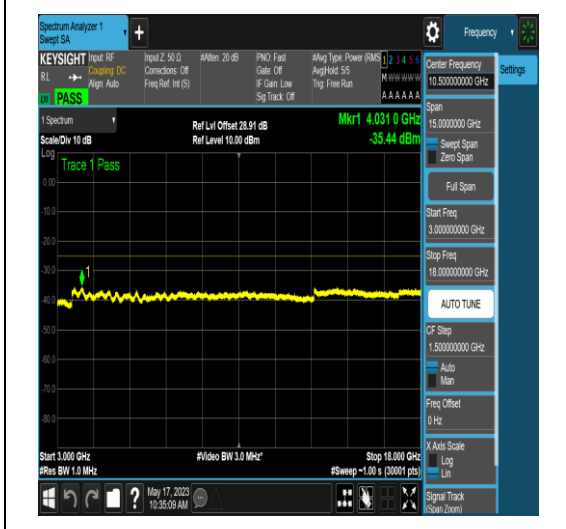 Spectrum Analyzer 1
Swept SA
+
Frequency
KEYSIGHT
RL
PASS
Input: RF
Coupling: DC
Align: Auto
Input Z: 50 Ω
Corrections: Off
Freq Ref: Int (S)
#Atten: 20 dB
PNO: Fast
Gate: Off
IF Gain: Low
Sig Track: Off
#Avg Type: Power (RMS
Avg|Hold: 5/5
Trig: Free Run
1 2 3 4 5 6
M W W W W W
A A A A A A
1 Spectrum
Scale/Div 10 dB
Ref Lvl Offset 28.91 dB
Ref Level 10.00 dBm
Mkr1 4.031 0 GHz
-35.44 dBm
Log
Trace 1 Pass
0.00
-10.0
-20.0
-30.0
1
-40.0
-50.0
-60.0
-70.0
-80.0
Start 3.000 GHz
#Res BW 1.0 MHz
#Video BW 3.0 MHz*
Stop 18.000 GHz
#Sweep ~1.00 s (30001 pts)
?
May 17, 2023
10:35:09 AM
Center Frequency
10.500000000 GHz
Settings
Span
15.0000000 GHz
Swept Span
Zero Span
Full Span
Start Freq
3.000000000 GHz
Stop Freq
18.000000000 GHz
AUTO TUNE
CF Step
1.500000000 GHz
Auto
Man
Freq Offset
0 Hz
X Axis Scale
Log
Lin
Signal Track
(Span Zoom)